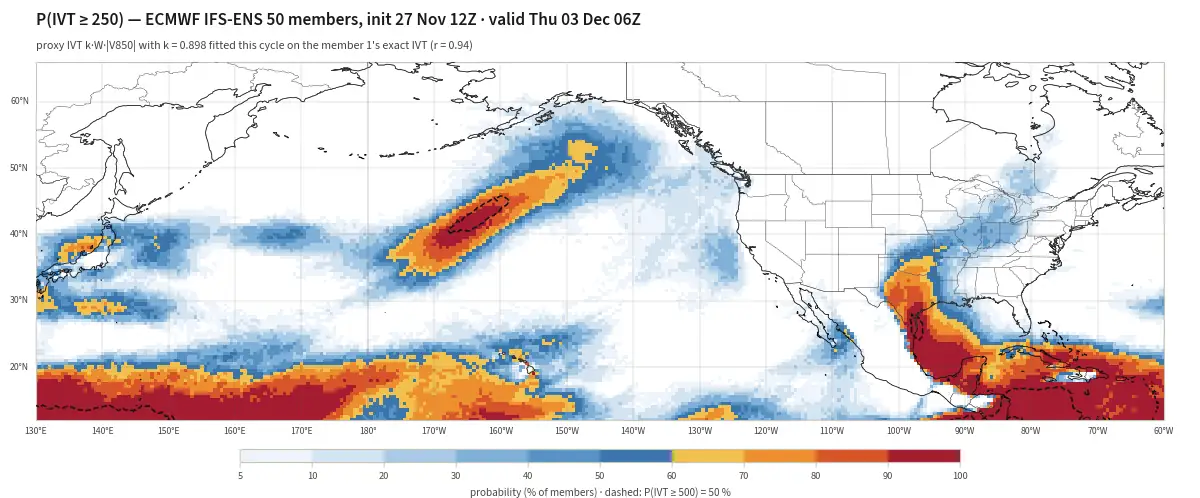 P(IVT ≥ 250) — ECMWF IFS-ENS 50 members, init 27 Nov 12Z · valid Thu 03 Dec 06Z
proxy IVT k·W·|V850| with k = 0.898 fitted this cycle on the member 1's exact IVT (r = 0.94)
60°N
50°N
40°N
30°N
20°N
130°E 140°E 150°E 160°E 170°E 180° 170°W 160°W 150°W 140°W 130°W 120°W 110°W 100°W 90°W 80°W 70°W 60°W
5 10 20 30 40 50 60 70 80 90 100
probability (% of members) · dashed: P(IVT ≥ 500) = 50 %